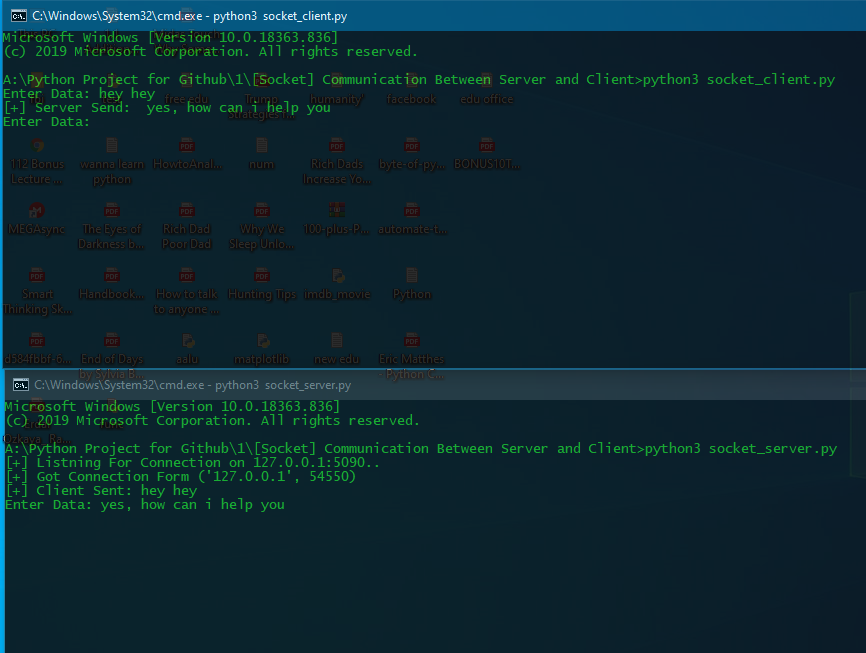 C:\Windows\System32\cmd.exe - python3 socket_client.py
Microsoft Windows [Version 10.0.18363.836]
(c) 2019 Microsoft Corporation. All rights reserved.
A:\Python Project for Github\1\[Socket] Communication Between Server and Client>python3 socket_client.py
Enter Data: hey hey
[+] Server Send:  yes, how can i help you
Enter Data:
free.edu
Trump
Strategies
humanity
facebook
edu office
112 Bonus
Lecture ...
wanna learn
python
HowtoAnal...
num
Rich Dads
Increase Yo...
byte-of-py...
BONUS10T...
MEGAsync
The Eyes of
Darkness b...
Rich Dad
Poor Dad
Why We
Sleep Unlo...
100-plus-P...
automate-t...
Smart
Thinking Sk...
Handbook...
How to talk
to anyone ...
Hunting Tips
imdb_movie
Python
d584fbbf-6...
End of Days
by Sylvia B...
aalu
matplotlib
new edu
Eric Matthes
- Python C...
C:\Windows\System32\cmd.exe - python3 socket_server.py
Microsoft Windows [Version 10.0.18363.836]
(c) 2019 Microsoft Corporation. All rights reserved.
A:\Python Project for Github\1\[Socket] Communication Between Server and Client>python3 socket_server.py
[+] Listning For Connection on 127.0.0.1:5090..
[+] Got Connection Form ('127.0.0.1', 54550)
[+] Client Sent: hey hey
Enter Data: yes, how can i help you